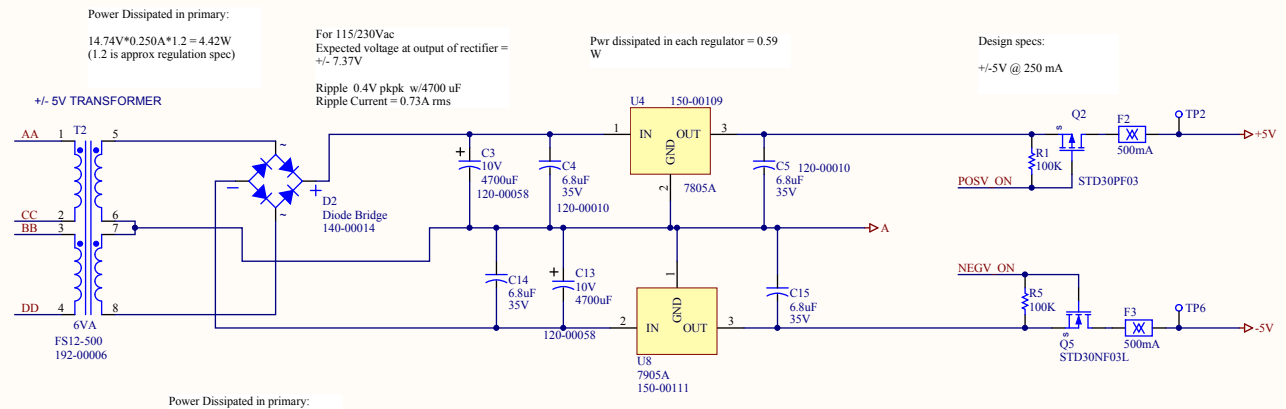 Power Dissipated in primary:
14.74V*0.250A*1.2 = 4.42W
(1.2 is approx regulation spec)
For 115/230Vac
Expected voltage at output of rectifier =
+/- 7.37V
Ripple 0.4V pkpk w/4700 uF
Ripple Current = 0.73A rms
Pwr dissipated in each regulator = 0.59
W
Design specs:
+/-5V @ 250 mA
+/- 5V TRANSFORMER
T2
AA
1
5
CC
2
6
BB
3
7
DD
4
8
6VA
FS12-500
192-00006
~
~
−
+
D2
Diode Bridge
140-00014
+
C3
10V
4700uF
120-00058
C4
6.8uF
35V
120-00010
U4
150-00109
1
IN
OUT
3
GND
2
7805A
C5
6.8uF
35V
120-00010
R1
100K
POSV_ON
Q2
s
STD30PF03
F2
500mA
TP2
+5V
A
C14
6.8uF
35V
+
C13
10V
4700uF
120-00058
1
GND
2
IN
OUT
3
U8
7905A
150-00111
C15
6.8uF
35V
NEGV_ON
R5
100K
s
Q5
STD30NF03L
F3
500mA
TP6
-5V
Power Dissipated in primary: